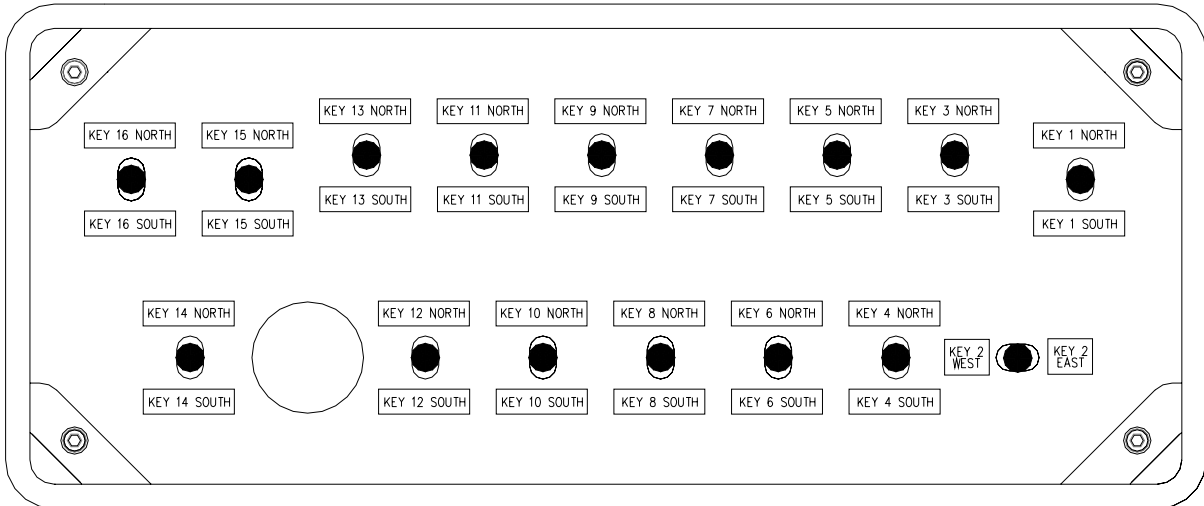 KEY 13 NORTH
KEY 11 NORTH
KEY 9 NORTH
KEY 7 NORTH
KEY 5 NORTH
KEY 3 NORTH
KEY 16 NORTH
KEY 15 NORTH
KEY 1 NORTH
KEY 13 SOUTH
KEY 11 SOUTH
KEY 9 SOUTH
KEY 7 SOUTH
KEY 5 SOUTH
KEY 3 SOUTH
KEY 16 SOUTH
KEY 15 SOUTH
KEY 1 SOUTH
KEY 14 NORTH
KEY 12 NORTH
KEY 10 NORTH
KEY 8 NORTH
KEY 6 NORTH
KEY 4 NORTH
KEY 2
WEST
KEY 2
EAST
KEY 14 SOUTH
KEY 12 SOUTH
KEY 10 SOUTH
KEY 8 SOUTH
KEY 6 SOUTH
KEY 4 SOUTH